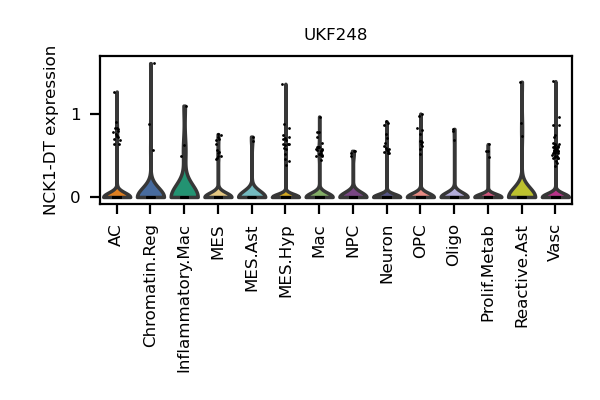 UKF248
NCK1-DT expression
1
0
AC
Chromatin.Reg
Inflammatory.Mac
MES
MES.Ast
MES.Hyp
Mac
NPC
Neuron
OPC
Oligo
Prolif.Metab
Reactive.Ast
Vasc